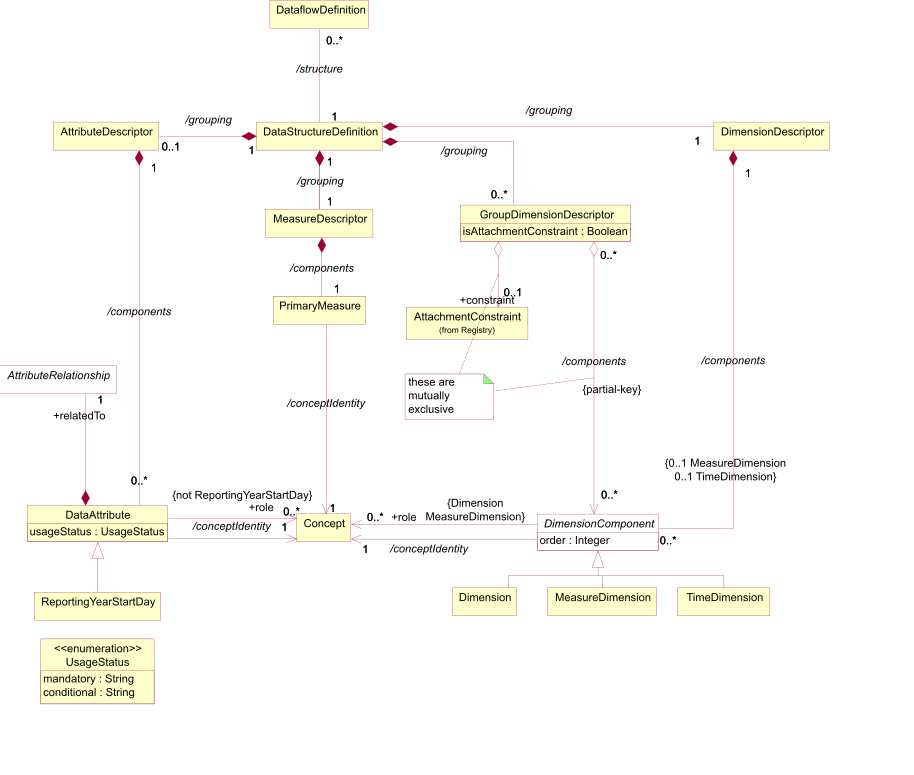 DataflowDefinition
0..*
/structure
1
/grouping
AttributeDescriptor
0..1
1
DataStructureDefinition
/grouping
1
DimensionDescriptor
1
1
1
/grouping
/grouping
1
MeasureDescriptor
0..*
GroupDimensionDescriptor
isAttachmentConstraint : Boolean
0..*
/components
1
PrimaryMeasure
0..1
+constraint
AttachmentConstraint
(from Registry)
/components
/components
/components
AttributeRelationship
1
+relatedTo
these are
mutually
exclusive
{partial-key}
/conceptIdentity
{0..1 MeasureDimension
0..1 TimeDimension}
0..*
{not ReportingYearStartDay}
+role
0..*
1
/conceptIdentity
1
Concept
0..*
+role
{Dimension
MeasureDimension}
1
/conceptIdentity
0..*
DimensionComponent
order : Integer
0..*
DataAttribute
usageStatus : UsageStatus
ReportingYearStartDay
Dimension
MeasureDimension
TimeDimension
<<enumeration>>
UsageStatus
mandatory : String
conditional : String